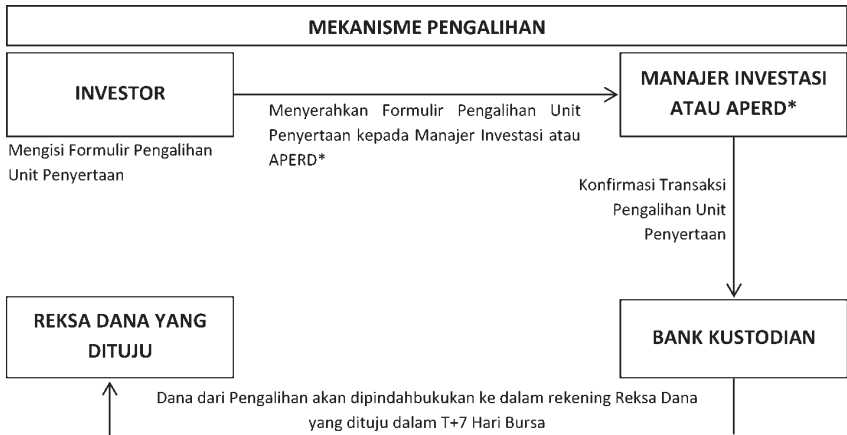 MEKANISME PENGALIHAN
INVESTOR
Mengisi Formulir Pengalihan
Unit Penyertaan
Menyerahkan Formulir Pengalihan Unit
Penyertaan kepada Manajer Investasi atau
APERD*
MANAJER INVESTASI
ATAU APERD*
Konfirmasi Transaksi
Pengalihan Unit
Penyertaan
REKSA DANA YANG
DITUJU
BANK KUSTODIAN
Dana dari Pengalihan akan dipindahbukukan ke dalam rekening Reksa Dana
yang dituju dalam T+7 Hari Bursa